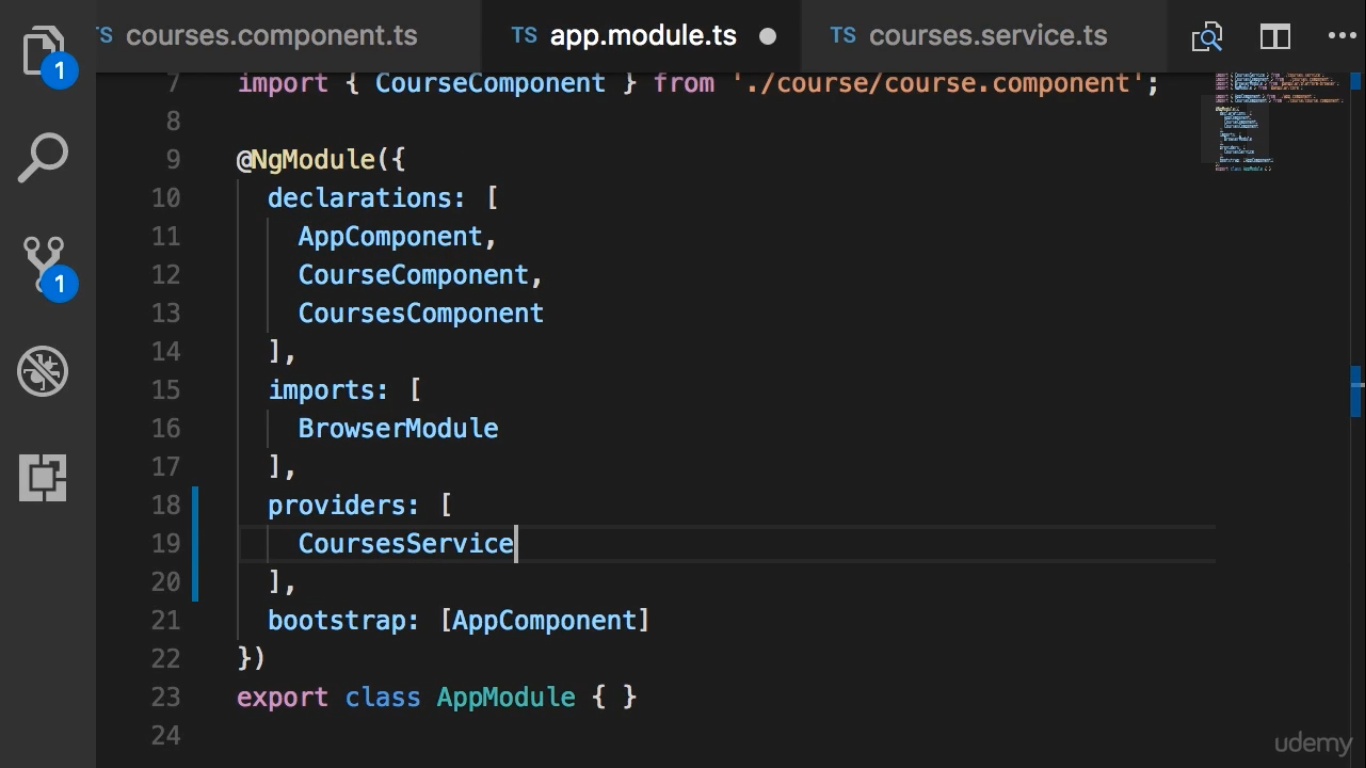 TS courses.component.ts TS app.module.ts TS courses.service.ts
1
1
7 import { CourseComponent } from './course/course.component';
8
9 @NgModule({
10 declarations: [
11 AppComponent,
12 CourseComponent,
13 CoursesComponent
14 ],
15 imports: [
16 BrowserModule
17 ],
18 providers: [
19 CoursesService
20 ],
21 bootstrap: [AppComponent]
22 })
23 export class AppModule { }
24
udemy